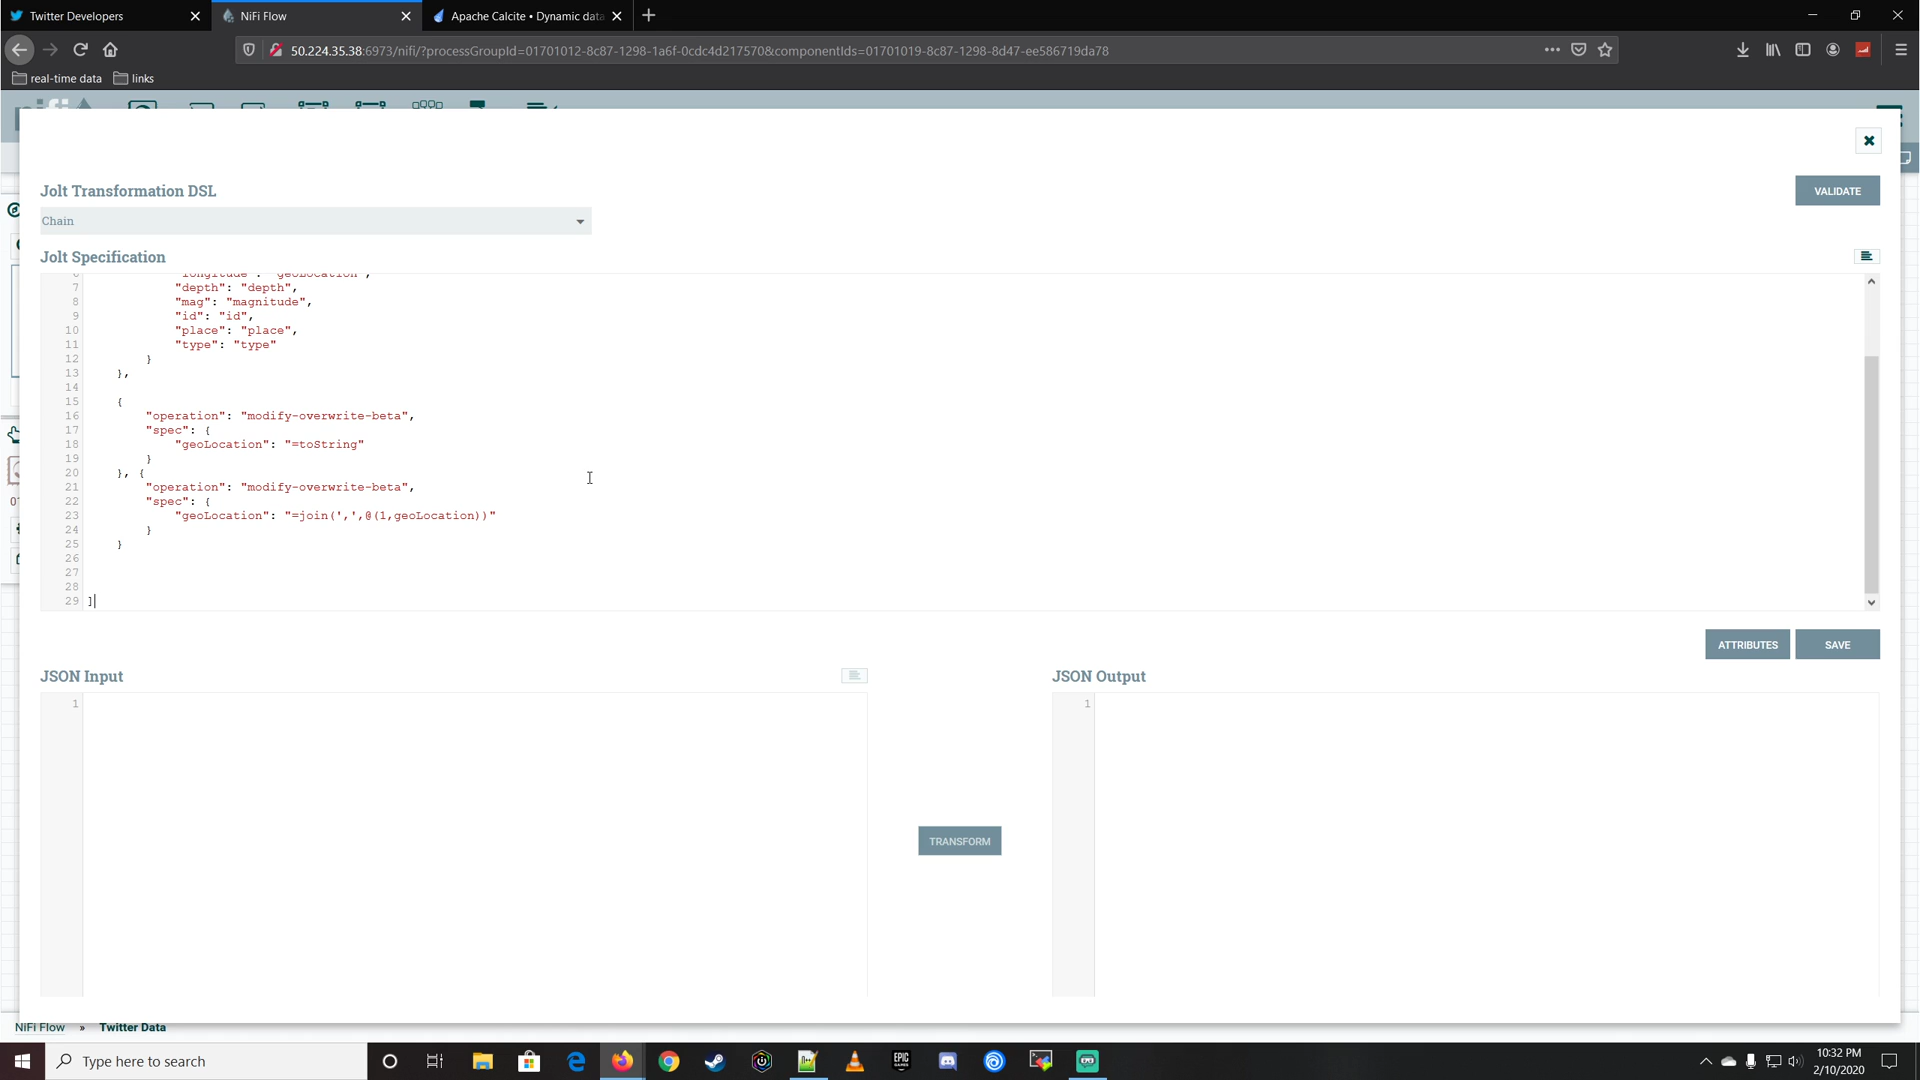 Twitter Developers
NiFi Flow
Apache Calcite • Dynamic data
50.224.35.38:6973/nifi/?processGroupId=01701012-8c87-1298-1a6f-0cdc4d217570&componentIds=01701019-8c87-1298-8d47-ee586719da78
real-time data
links
Jolt Transformation DSL
VALIDATE
Chain
Jolt Specification
6 "longitude": "geoLocation",
7 "depth": "depth",
8 "mag": "magnitude",
9 "id": "id",
10 "place": "place",
11 "type": "type"
12 }
13 },
14
15 {
16 "operation": "modify-overwrite-beta",
17 "spec": {
18 "geoLocation": "=toString"
19 }
20 }, {
21 "operation": "modify-overwrite-beta",
22 "spec": {
23 "geoLocation": "=join(',',@(1,geoLocation))"
24 }
25 }
26
27
28
29 ]
ATTRIBUTES
SAVE
JSON Input
JSON Output
1
1
TRANSFORM
NiFi Flow » Twitter Data
Type here to search
EPIC GAMES
10:32 PM
2/10/2020